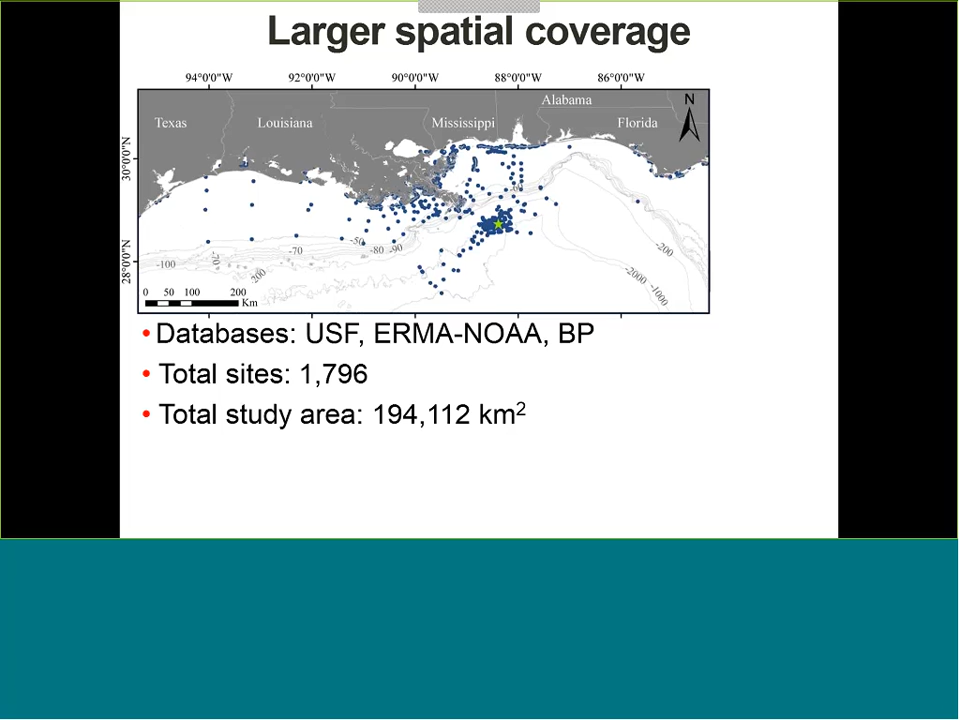 Larger spatial coverage
94°0'0"W 92°0'0"W 90°0'0"W 88°0'0"W 86°0'0"W
Alabama
N
Texas Louisiana Mississippi Florida
30°0'0"N
28°0'0"N
-50
-80 -90
-70
-70
-100
-200
-200
-2000
-1000
0 50 100 200
Km
• Databases: USF, ERMA-NOAA, BP
• Total sites: 1,796
• Total study area: 194,112 km²